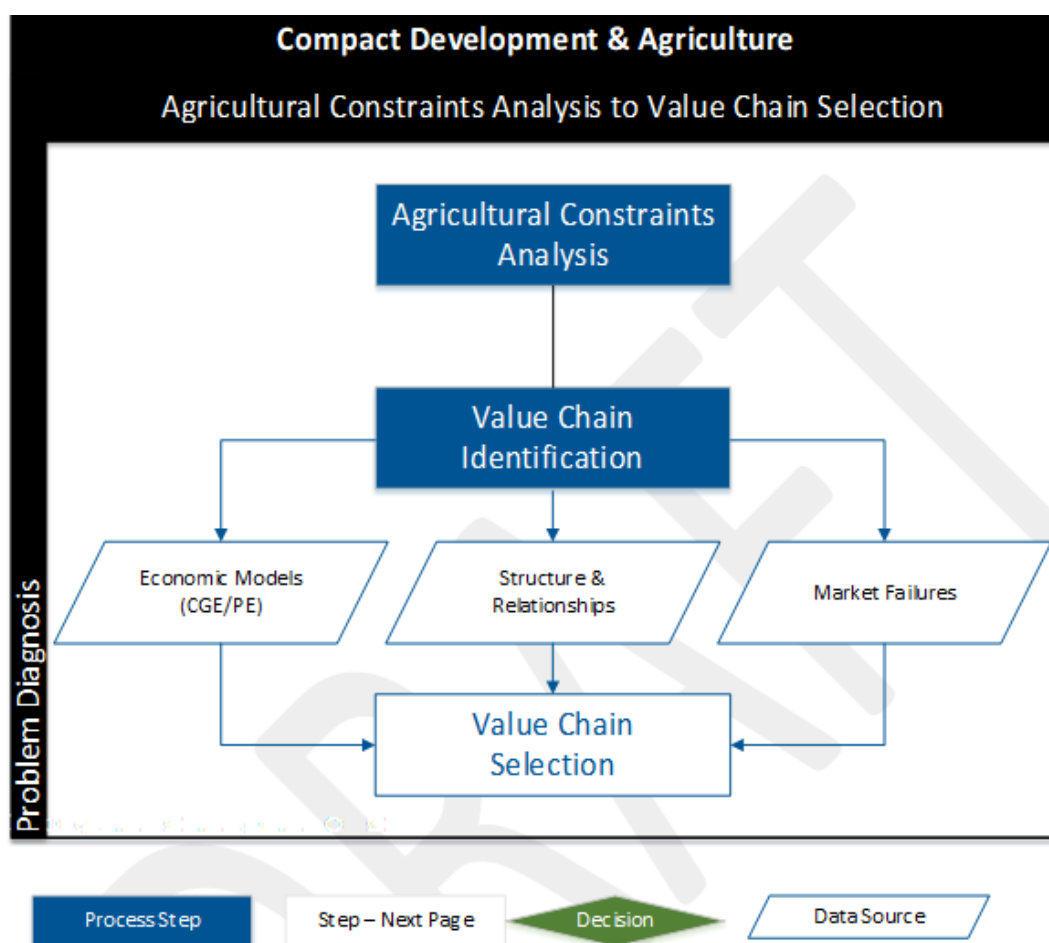 Compact Development & Agriculture
Agricultural Constraints Analysis to Value Chain Selection
Agricultural Constraints
Analysis
Value Chain
Identification
Economic Models
(CGE/PE)
Structure &
Relationships
Market Failures
Value Chain
Selection
Problem Diagnosis
DRAFT
Process Step
Step – Next Page
Decision
Data Source